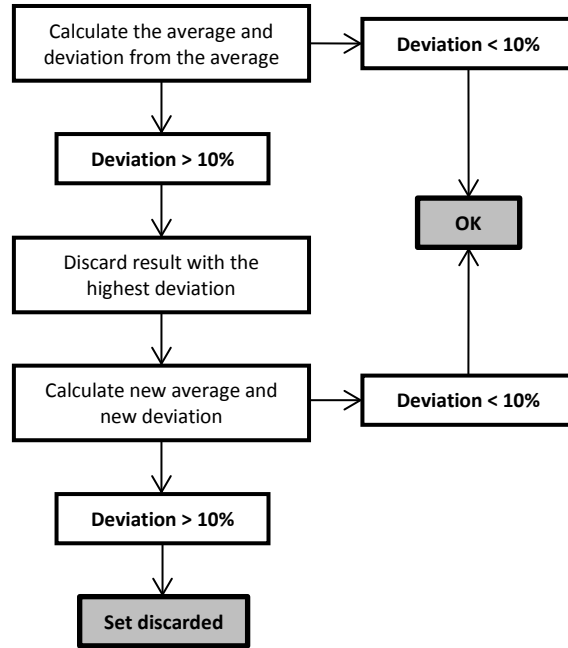 Calculate the average and
deviation from the average
Deviation < 10%
Deviation > 10%
OK
Discard result with the
highest deviation
Calculate new average and
new deviation
Deviation < 10%
Deviation > 10%
Set discarded